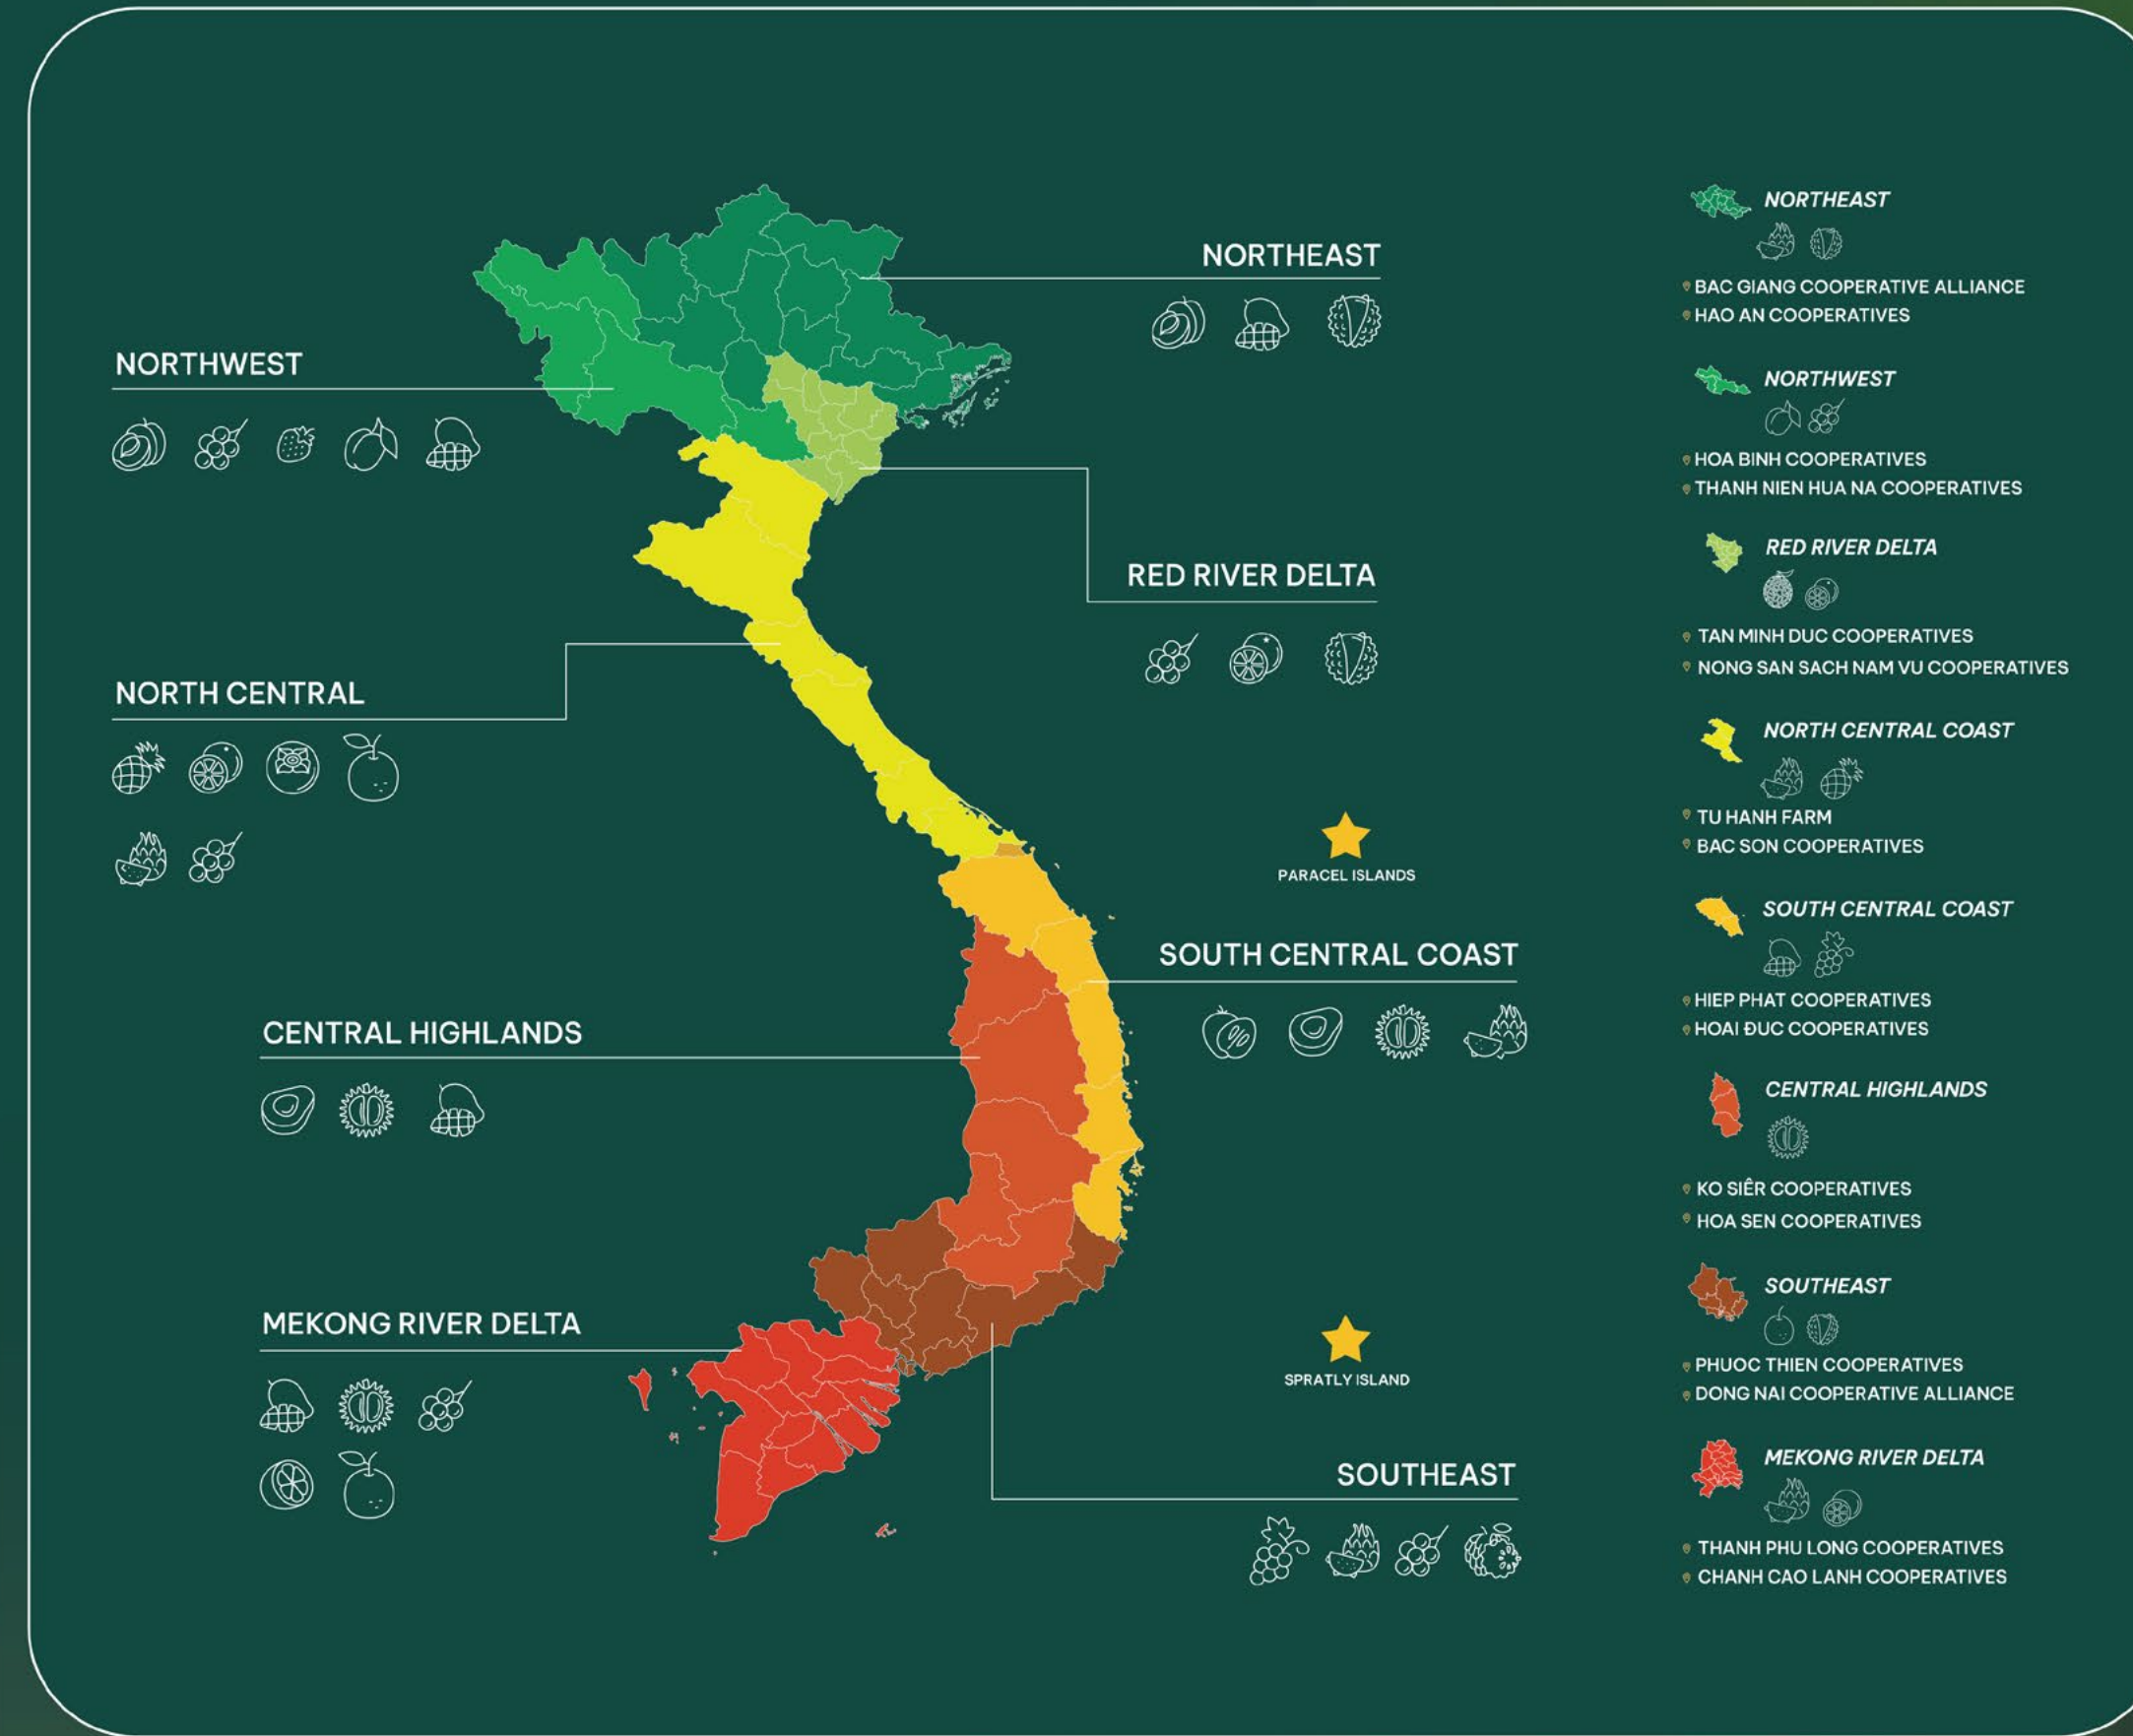 NORTHEAST
NORTHWEST
RED RIVER DELTA
NORTH CENTRAL
PARACEL ISLANDS
SOUTH CENTRAL COAST
CENTRAL HIGHLANDS
MEKONG RIVER DELTA
SPRATLY ISLAND
SOUTHEAST
NORTHEAST
BAC GIANG COOPERATIVE ALLIANCE
HAO AN COOPERATIVES
NORTHWEST
HOA BINH COOPERATIVES
THANH NIEN HUA NA COOPERATIVES
RED RIVER DELTA
TAN MINH DUC COOPERATIVES
NONG SAN SACH NAM VU COOPERATIVES
NORTH CENTRAL COAST
TU HANH FARM
BAC SON COOPERATIVES
SOUTH CENTRAL COAST
HIEP PHAT COOPERATIVES
HOAI ĐUC COOPERATIVES
CENTRAL HIGHLANDS
KO SIÊR COOPERATIVES
HOA SEN COOPERATIVES
SOUTHEAST
PHUOC THIEN COOPERATIVES
DONG NAI COOPERATIVE ALLIANCE
MEKONG RIVER DELTA
THANH PHU LONG COOPERATIVES
CHANH CAO LANH COOPERATIVES